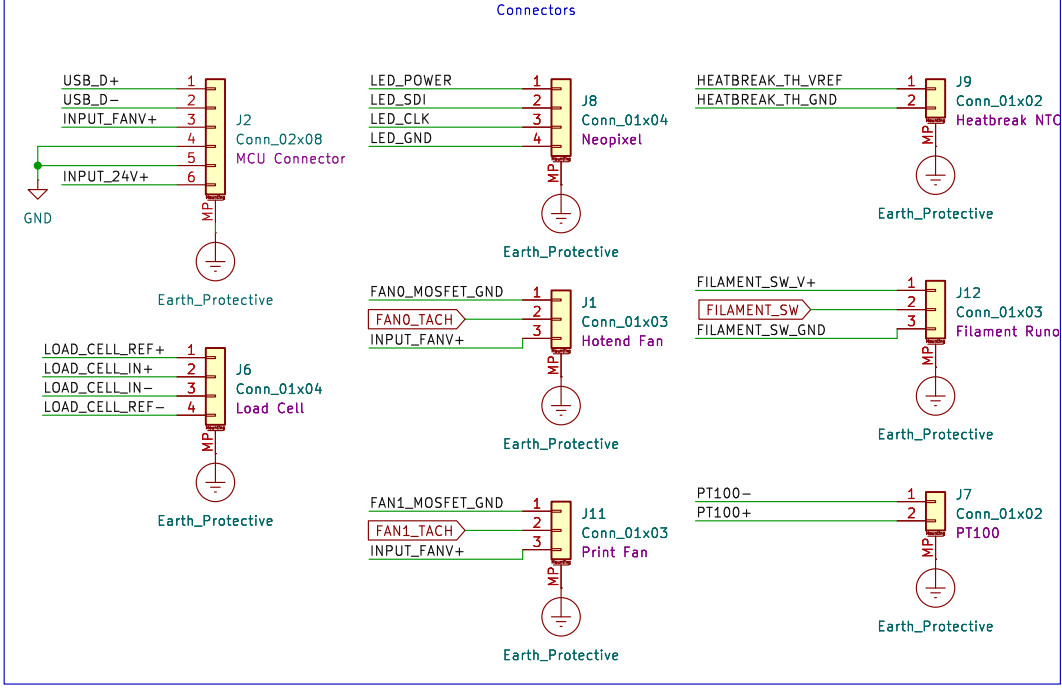 Connectors
USB_D+ 1
USB_D- 2
INPUT_FANV+ 3
4
5
INPUT_24V+ 6
J2
Conn_02x08
MCU Connector
MP
GND
Earth_Protective
LOAD_CELL_REF+ 1
LOAD_CELL_IN+ 2
LOAD_CELL_IN- 3
LOAD_CELL_REF- 4
J6
Conn_01x04
Load Cell
MP
Earth_Protective
LED_POWER 1
LED_SDI 2
LED_CLK 3
LED_GND 4
J8
Conn_01x04
Neopixel
MP
Earth_Protective
FAN0_MOSFET_GND 1
FAN0_TACH 2
INPUT_FANV+ 3
J1
Conn_01x03
Hotend Fan
MP
Earth_Protective
FAN1_MOSFET_GND 1
FAN1_TACH 2
INPUT_FANV+ 3
J11
Conn_01x03
Print Fan
MP
Earth_Protective
HEATBREAK_TH_VREF 1
HEATBREAK_TH_GND 2
J9
Conn_01x02
Heatbreak NTC
MP
Earth_Protective
FILAMENT_SW_V+ 1
FILAMENT_SW 2
FILAMENT_SW_GND 3
J12
Conn_01x03
Filament Runo
MP
Earth_Protective
PT100- 1
PT100+ 2
J7
Conn_01x02
PT100
MP
Earth_Protective